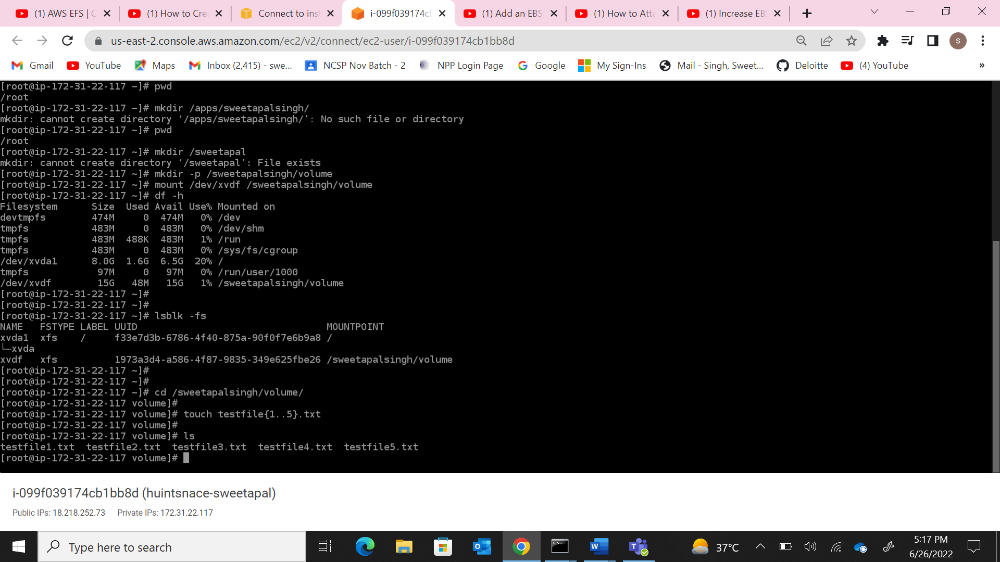 (1) AWS EFS | C
(1) How to Cre
Connect to inst
i-099f039174cb
(1) Add an EBS
(1) How to Atta
(1) Increase EB
us-east-2.console.aws.amazon.com/ec2/v2/connect/ec2-user/i-099f039174cb1bb8d
s
Gmail
YouTube
Maps
Inbox (2,415) - swe...
NCSP Nov Batch - 2
NPP Login Page
Google
My Sign-Ins
Mail - Singh, Sweet...
Deloitte
(4) YouTube
»
[root@ip-172-31-22-117 ~]# pwd
/root
[root@ip-172-31-22-117 ~]# mkdir /apps/sweetapalsingh/
mkdir: cannot create directory ‘/apps/sweetapalsingh/’: No such file or directory
[root@ip-172-31-22-117 ~]# pwd
/root
[root@ip-172-31-22-117 ~]# mkdir /sweetapal
mkdir: cannot create directory ‘/sweetapal’: File exists
[root@ip-172-31-22-117 ~]# mkdir -p /sweetapalsingh/volume
[root@ip-172-31-22-117 ~]# mount /dev/xvdf /sweetapalsingh/volume
[root@ip-172-31-22-117 ~]# df -h
Filesystem      Size  Used Avail Use% Mounted on
devtmpfs        474M     0  474M   0% /dev
tmpfs           483M     0  483M   0% /dev/shm
tmpfs           483M  488K  483M   1% /run
tmpfs           483M     0  483M   0% /sys/fs/cgroup
/dev/xvda1      8.0G  1.6G  6.5G  20% /
tmpfs            97M     0   97M   0% /run/user/1000
/dev/xvdf        15G   48M   15G   1% /sweetapalsingh/volume
[root@ip-172-31-22-117 ~]#
[root@ip-172-31-22-117 ~]#
[root@ip-172-31-22-117 ~]# lsblk -fs
NAME   FSTYPE LABEL UUID                                 MOUNTPOINT
xvda1  xfs    /     f33e7d3b-6786-4f40-875a-90f0f7e6b9a8 /
└─xvda
xvdf   xfs          1973a3d4-a586-4f87-9835-349e625fbe26 /sweetapalsingh/volume
[root@ip-172-31-22-117 ~]#
[root@ip-172-31-22-117 ~]#
[root@ip-172-31-22-117 ~]# cd /sweetapalsingh/volume/
[root@ip-172-31-22-117 volume]#
[root@ip-172-31-22-117 volume]# touch testfile{1..5}.txt
[root@ip-172-31-22-117 volume]#
[root@ip-172-31-22-117 volume]# ls
testfile1.txt  testfile2.txt  testfile3.txt  testfile4.txt  testfile5.txt
[root@ip-172-31-22-117 volume]#
i-099f039174cb1bb8d (huintsnace-sweetapal)
Public IPs: 18.218.252.73    Private IPs: 172.31.22.117
Type here to search
37°C
5:17 PM
6/26/2022